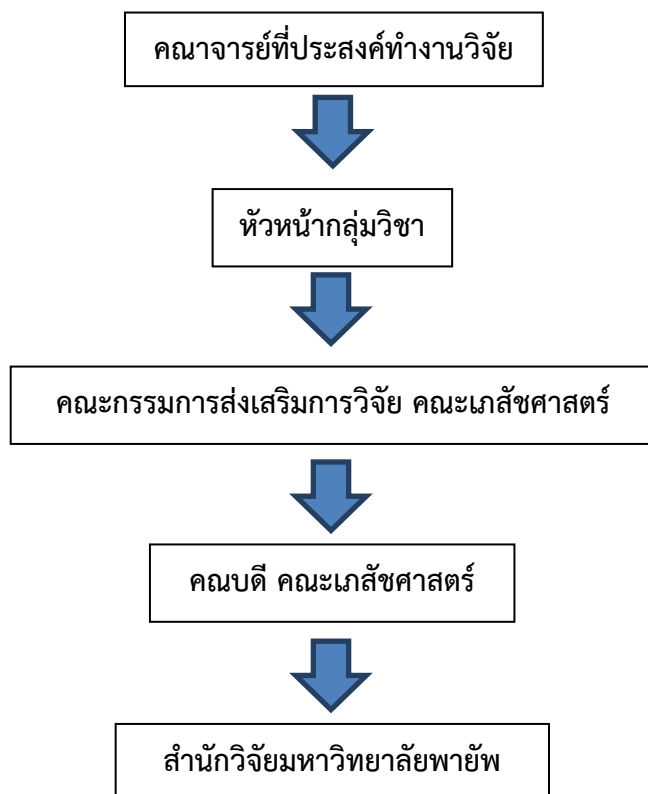 คณาจารย์ที่ประสงค์ทำงานวิจัย
หัวหน้ากลุ่มวิชา
คณะกรรมการส่งเสริมการวิจัย คณะเภสัชศาสตร์
คณบดี คณะเภสัชศาสตร์
สำนักวิจัยมหาวิทยาลัยพายัพ